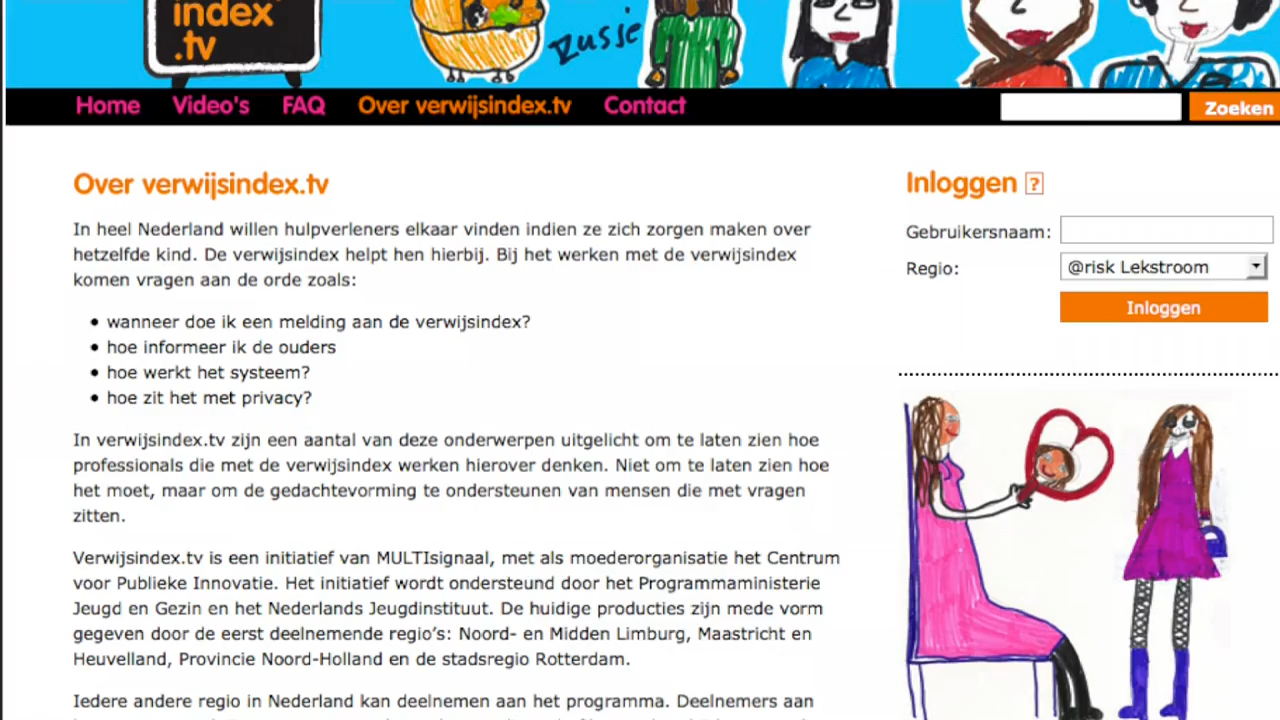 index
.tv
Rusje
Home Video's FAQ Over verwijsindex.tv Contact Zoeken
Over verwijsindex.tv
In heel Nederland willen hulpverleners elkaar vinden indien ze zich zorgen maken over
hetzelfde kind. De verwijsindex helpt hen hierbij. Bij het werken met de verwijsindex
komen vragen aan de orde zoals:
• wanneer doe ik een melding aan de verwijsindex?
• hoe informeer ik de ouders
• hoe werkt het systeem?
• hoe zit het met privacy?
In verwijsindex.tv zijn een aantal van deze onderwerpen uitgelicht om te laten zien hoe
professionals die met de verwijsindex werken hierover denken. Niet om te laten zien hoe
het moet, maar om de gedachtevorming te ondersteunen van mensen die met vragen
zitten.
Verwijsindex.tv is een initiatief van MULTIsignaal, met als moederorganisatie het Centrum
voor Publieke Innovatie. Het initiatief wordt ondersteund door het Programmaministerie
Jeugd en Gezin en het Nederlands Jeugdinstituut. De huidige producties zijn mede vorm
gegeven door de eerst deelnemende regio's: Noord- en Midden Limburg, Maastricht en
Heuvelland, Provincie Noord-Holland en de stadsregio Rotterdam.
Iedere andere regio in Nederland kan deelnemen aan het programma. Deelnemers aan
Inloggen ?
Gebruikersnaam:
Regio: @risk Lekstroom
Inloggen